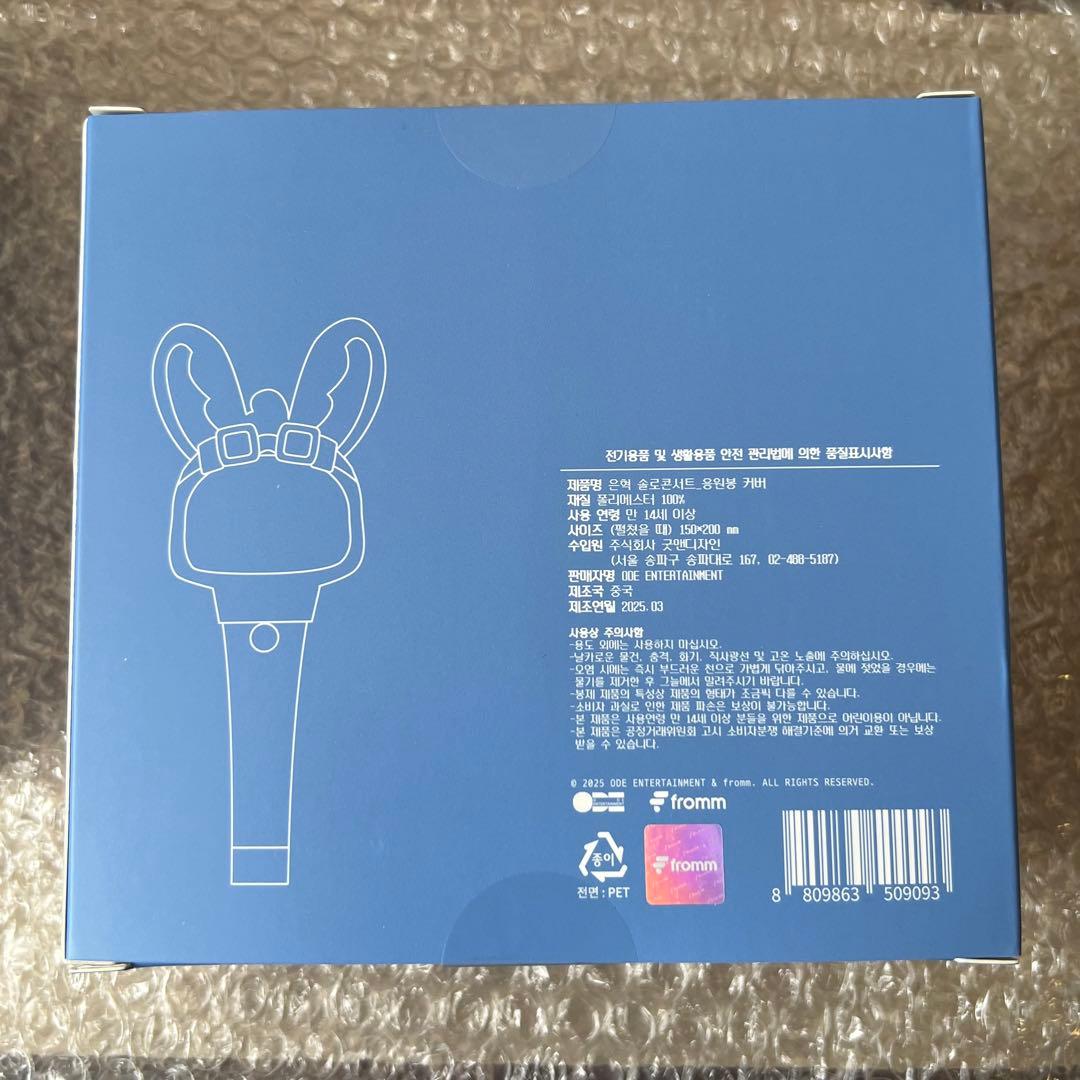 전기용품 및 생활용품 안전 관리법에 의한 품질표시사항
제품명 은혁 솔로콘서트_응원봉 커버
재질 폴리에스터 100%
사용 연령 만 14세 이상
사이즈 (펼쳤을 때) 150×200 mm
수입원 주식회사 굿맨디자인
(서울 송파구 송파대로 167, 02-488-5187)
판매자명 ODE ENTERTAINMENT
제조국 중국
제조연월 2025.03
사용상 주의사항
-용도 외에는 사용하지 마십시오.
-날카로운 물건, 충격, 화기, 직사광선 및 고온 노출에 주의하십시오.
-오염 시에는 즉시 부드러운 천으로 가볍게 닦아주시고, 물에 젖었을 경우에는
물기를 제거한 후 그늘에서 말려주시기 바랍니다.
-봉제 제품의 특성상 제품의 형태가 조금씩 다를 수 있습니다.
-소비자 과실로 인한 제품 파손은 보상이 불가능합니다.
-본 제품은 사용연령 만 14세 이상 분들을 위한 제품으로 어린이용이 아닙니다.
-본 제품은 공정거래위원회 고시 소비자분쟁 해결기준에 의거 교환 또는 보상
받을 수 있습니다.
© 2025 ODE ENTERTAINMENT & fromm. ALL RIGHTS RESERVED.
ODE ENTERTAINMENT fromm
종이
전면 : PET
fromm
8 809863 509093